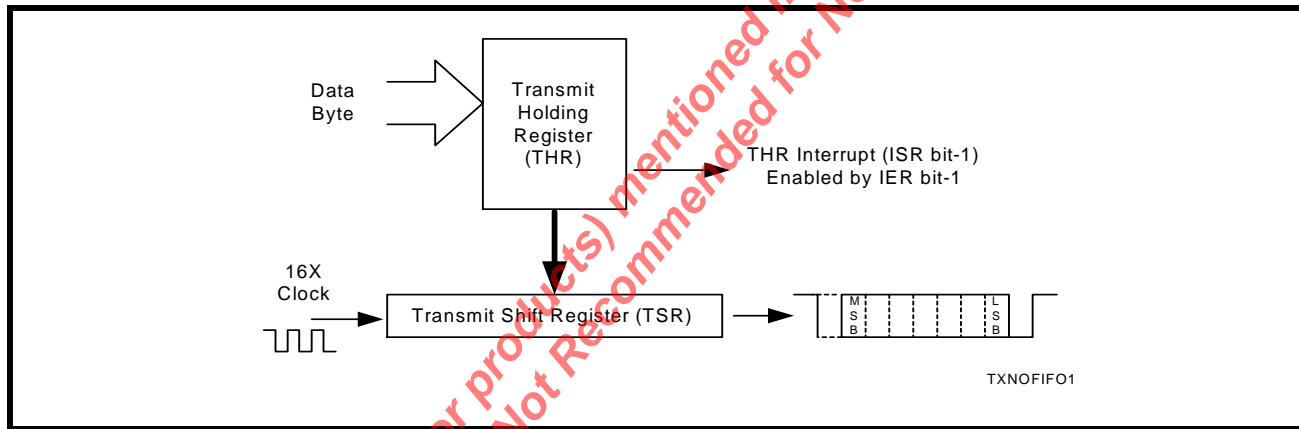 or products) mentioned i
Not Recommended for N
Data
Byte
Transmit
Holding
Register
(THR)
THR Interrupt (ISR bit-1)
Enabled by IER bit-1
16X
Clock
Transmit Shift Register (TSR)
M
S
B
L
S
B
TXNOFIFO1